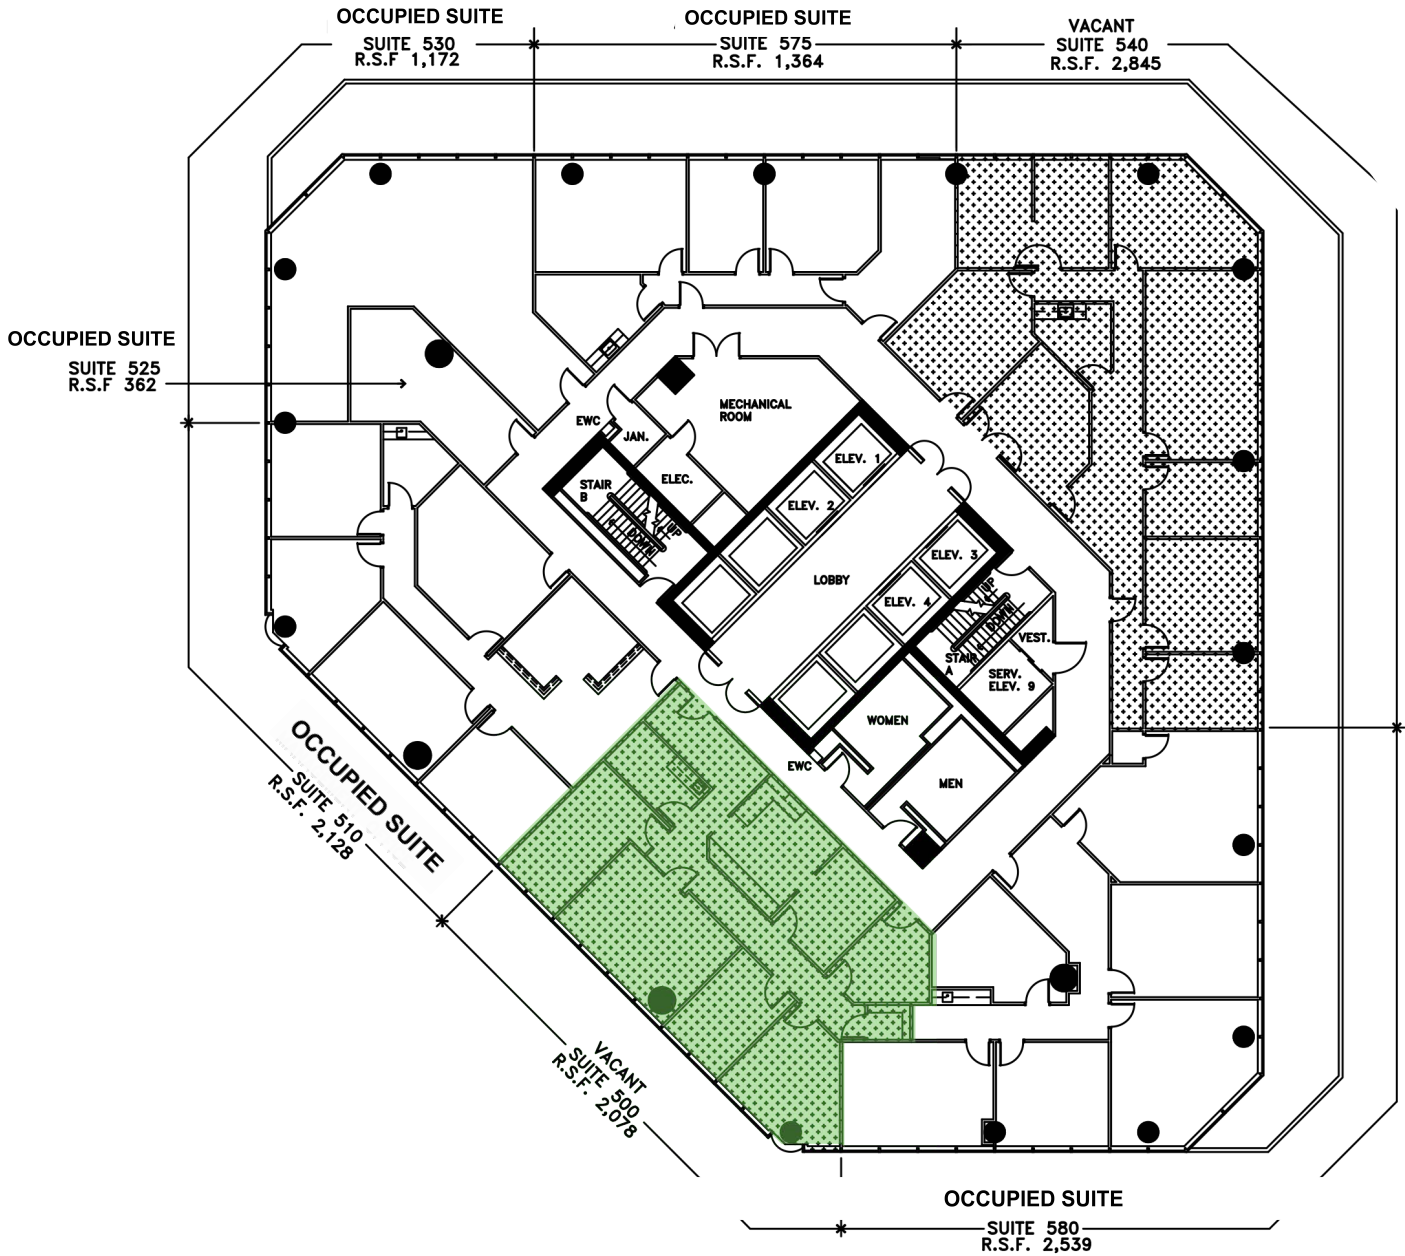 OCCUPIED SUITE
SUITE 530
R.S.F 1,172
OCCUPIED SUITE
SUITE 575
R.S.F. 1,364
VACANT
SUITE 540
R.S.F. 2,845
OCCUPIED SUITE
SUITE 525
R.S.F 362
MECHANICAL
ROOM
EWC
JAN.
ELEC.
STAIR
B
UP
DOWN
ELEV. 1
ELEV. 2
ELEV. 3
ELEV. 4
LOBBY
UP
DOWN
STAIR
A
VEST.
SERV.
ELEV. 9
WOMEN
MEN
EWC
OCCUPIED SUITE
SUITE 510
R.S.F. 2,128
VACANT
SUITE 500
R.S.F. 2,078
OCCUPIED SUITE
SUITE 580
R.S.F. 2,539